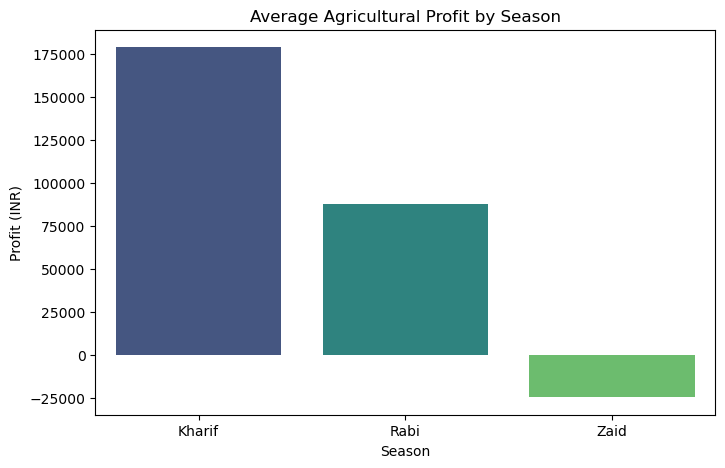 Average Agricultural Profit by Season
175000
150000
125000
100000
75000
50000
25000
0
−25000
Profit (INR)
Kharif
Rabi
Zaid
Season